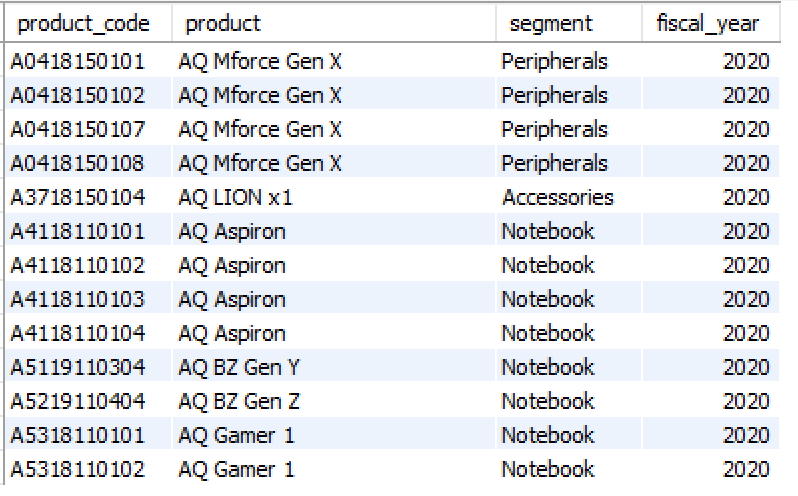 product_code product segment fiscal_year
A0418150101 AQ Mforce Gen X Peripherals 2020
A0418150102 AQ Mforce Gen X Peripherals 2020
A0418150107 AQ Mforce Gen X Peripherals 2020
A0418150108 AQ Mforce Gen X Peripherals 2020
A3718150104 AQ LION x1 Accessories 2020
A4118110101 AQ Aspiron Notebook 2020
A4118110102 AQ Aspiron Notebook 2020
A4118110103 AQ Aspiron Notebook 2020
A4118110104 AQ Aspiron Notebook 2020
A5119110304 AQ BZ Gen Y Notebook 2020
A5219110404 AQ BZ Gen Z Notebook 2020
A5318110101 AQ Gamer 1 Notebook 2020
A5318110102 AQ Gamer 1 Notebook 2020